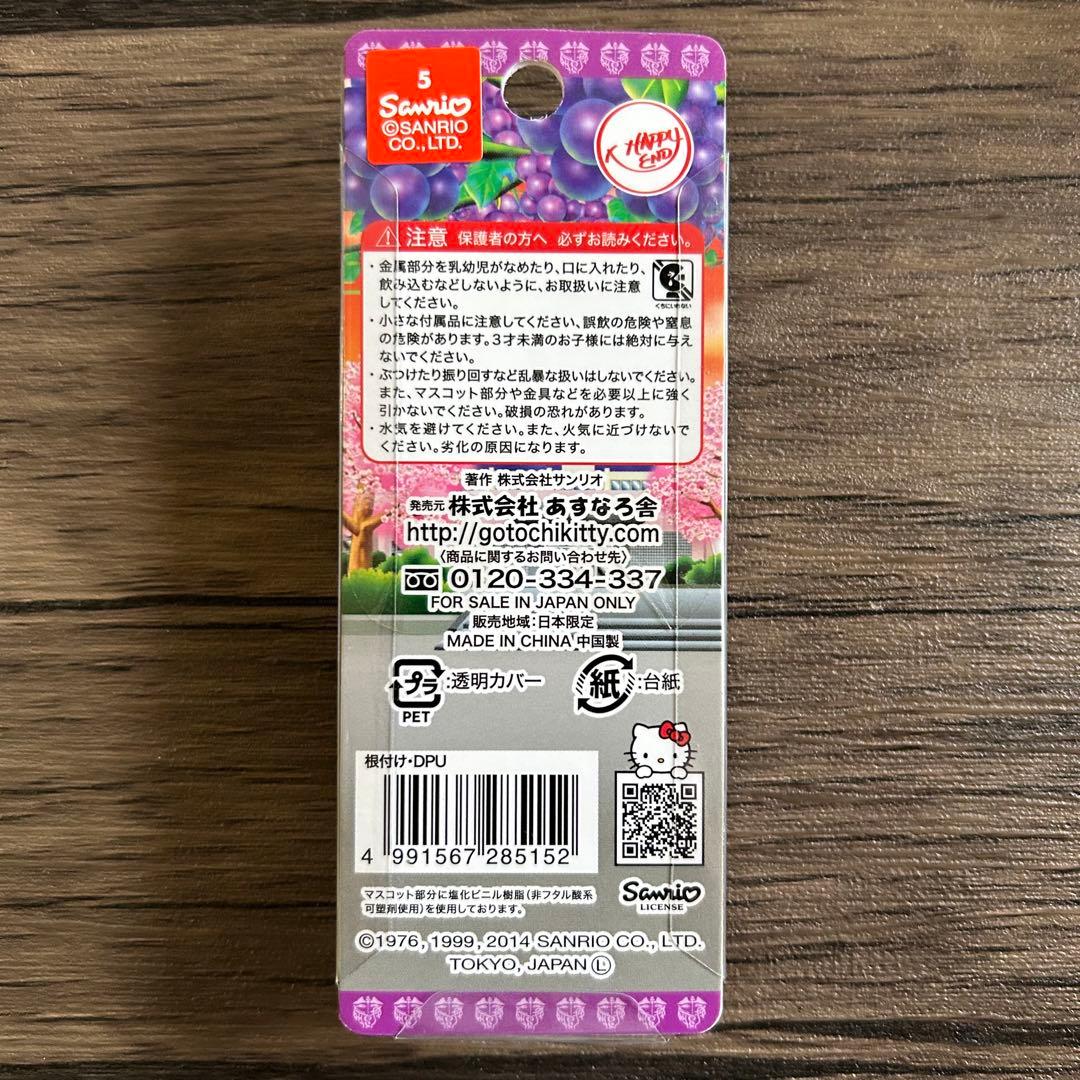 5
Sanrio
©SANRIO
CO., LTD.
K HAPPY
END
注意 保護者の方へ 必ずお読みください。
・金属部分を乳幼児がなめたり、口に入れたり、
飲み込むなどしないように、お取扱いに注意
してください。
くちにいれない
・小さな付属品に注意してください、誤飲の危険や窒息
の危険があります。3才未満のお子様には絶対に与え
ないでください。
・ぶつけたり振り回すなど乱暴な扱いはしないでください。
また、マスコット部分や金具などを必要以上に強く
引かないでください。破損の恐れがあります。
・水気を避けてください。また、火気に近づけないで
ください。劣化の原因になります。
著作 株式会社サンリオ
発売元 株式会社 あすなろ舎
http://gotochikitty.com
〈商品に関するお問い合わせ先〉
0120-334-337
FOR SALE IN JAPAN ONLY
販売地域:日本限定
MADE IN CHINA 中国製
プラ :透明カバー 紙 :台紙
PET
根付け・DPU
4 991567 285152
マスコット部分に塩化ビニル樹脂(非フタル酸系
可塑剤使用)を使用しております。
Sanrio
LICENSE
©1976, 1999, 2014 SANRIO CO., LTD.
TOKYO, JAPAN Ⓛ